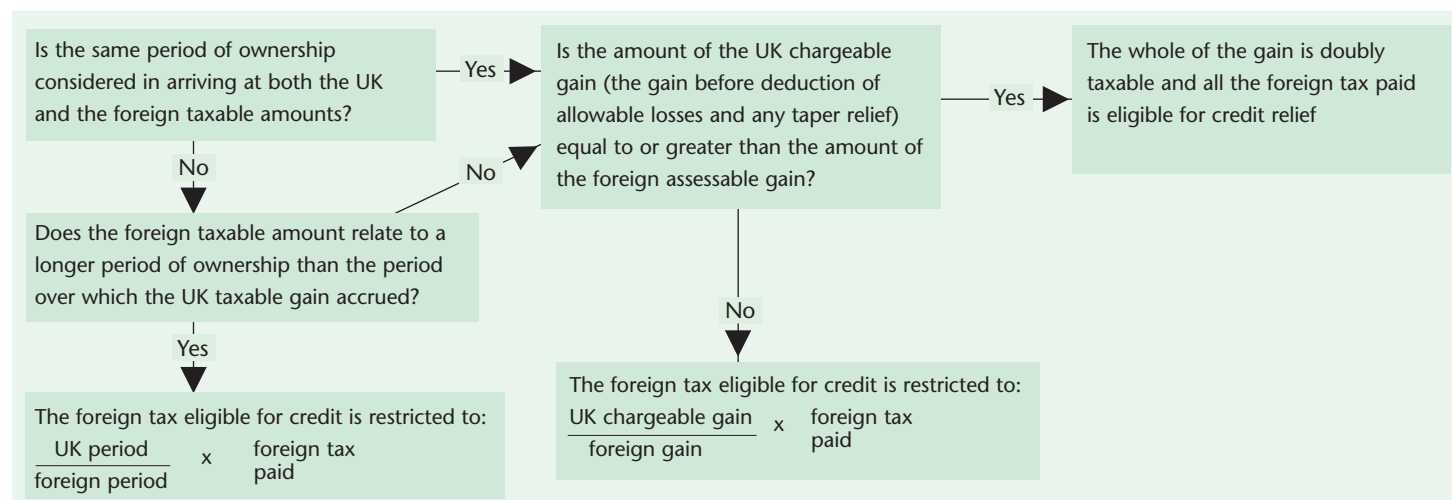 Is the same period of ownership
considered in arriving at both the UK
and the foreign taxable amounts?
Yes
Is the amount of the UK chargeable
gain (the gain before deduction of
allowable losses and any taper relief)
equal to or greater than the amount of
the foreign assessable gain?
Yes
The whole of the gain is doubly
taxable and all the foreign tax paid
is eligible for credit relief
No
No
Does the foreign taxable amount relate to a
longer period of ownership than the period
over which the UK taxable gain accrued?
No
Yes
The foreign tax eligible for credit is restricted to:
UK period
foreign period
x
foreign tax
paid
The foreign tax eligible for credit is restricted to:
UK chargeable gain
foreign gain
x
foreign tax
paid